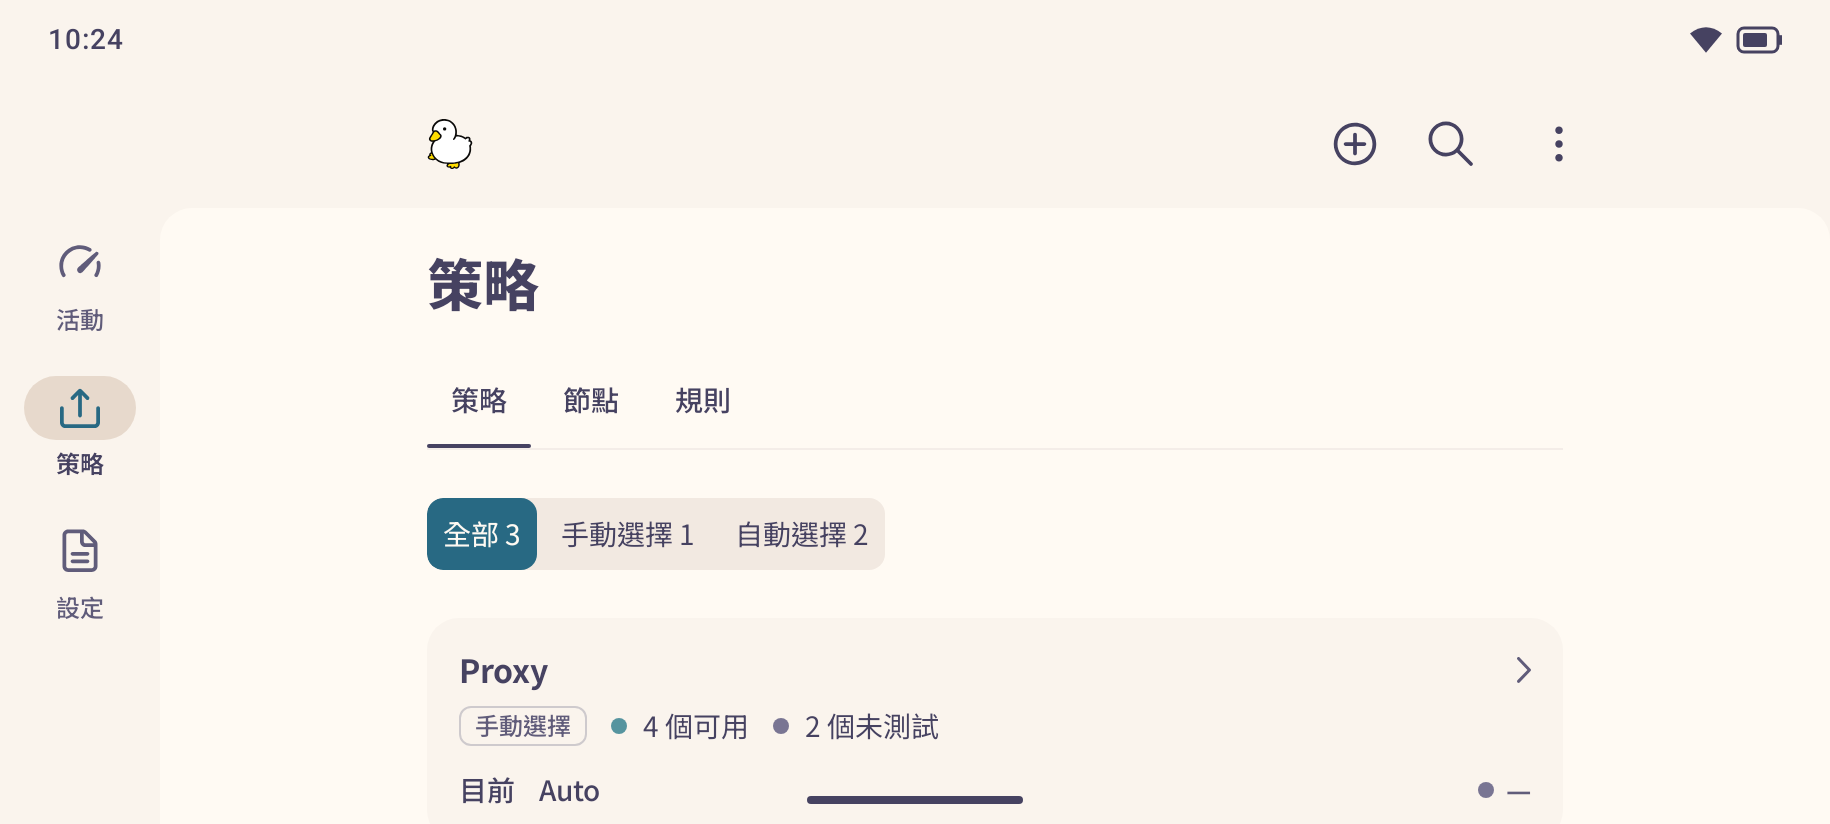 10:24
活動
策略
設定
策略
策略 節點 規則
全部 3 手動選擇 1 自動選擇 2
Proxy
手動選擇 4 個可用 2 個未測試
目前 Auto —